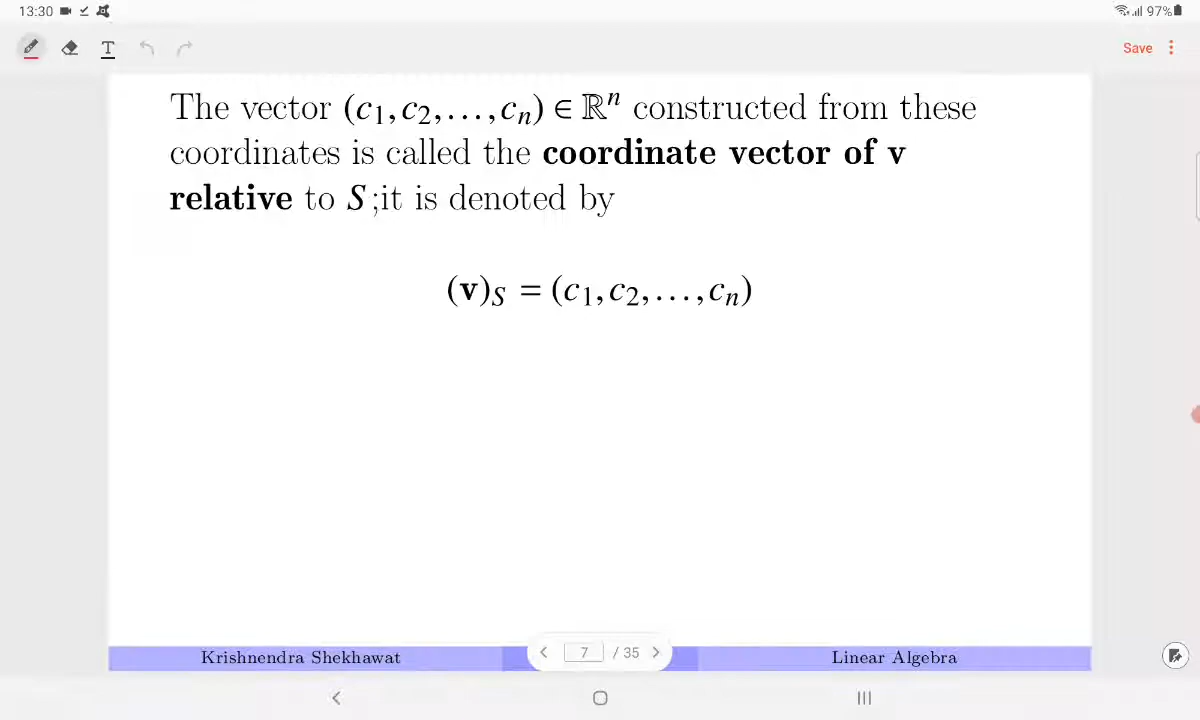 13:30 97%
T Save
The vector (c₁, c₂, …, cₙ) ∈ ℝⁿ constructed from these
coordinates is called the coordinate vector of v
relative to S;it is denoted by
(v)S = (c₁, c₂, …, cₙ)
Krishnendra Shekhawat 7 / 35 Linear Algebra